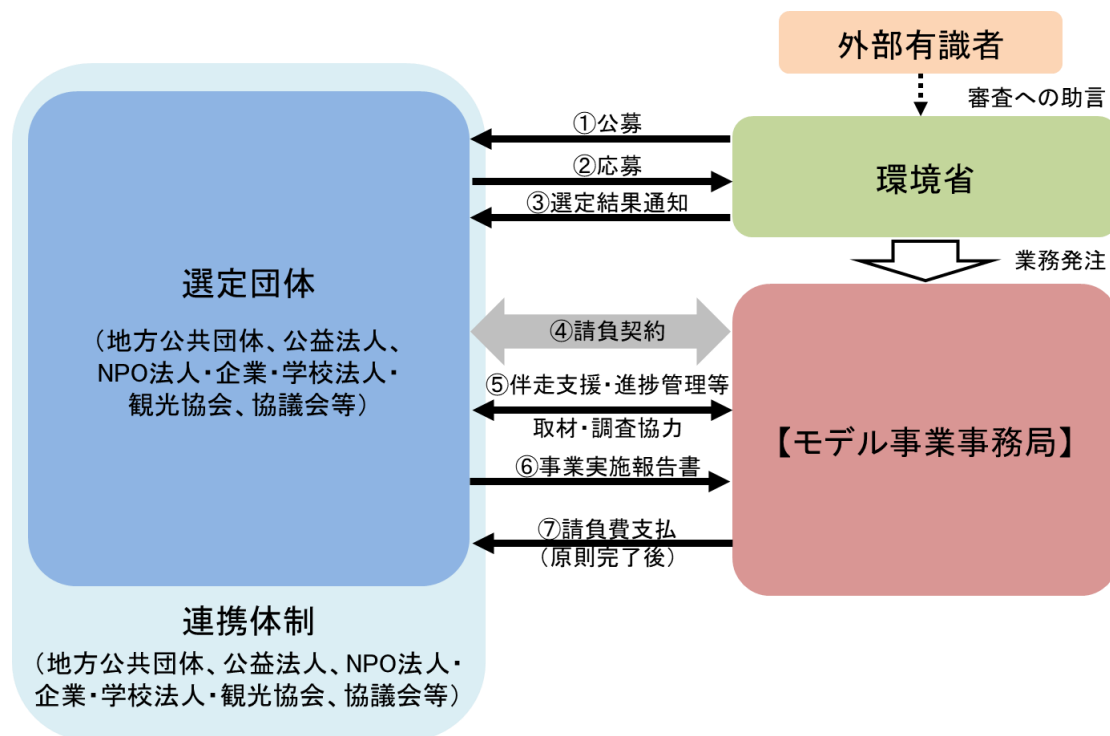 外部有識者
審査への助言
環境省
①公募
②応募
③選定結果通知
業務発注
選定団体
（地方公共団体、公益法人、
NPO法人・企業・学校法人・
観光協会、協議会等）
④請負契約
⑤伴走支援・進捗管理等
取材・調査協力
⑥事業実施報告書
⑦請負費支払
（原則完了後）
【モデル事業事務局】
連携体制
（地方公共団体、公益法人、NPO法人・
企業・学校法人・観光協会、協議会等）